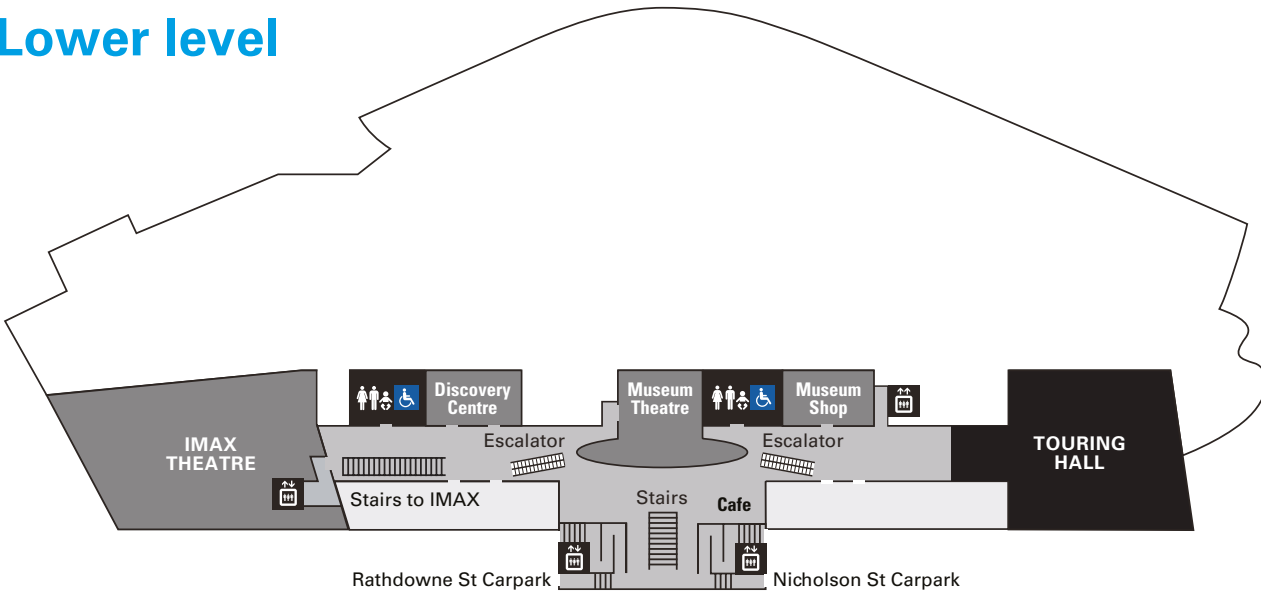 Lower level
Discovery
Centre
Museum
Theatre
Museum
Shop
IMAX
THEATRE
Escalator
Escalator
TOURING
HALL
Stairs to IMAX
Stairs
Cafe
Rathdowne St Carpark
Nicholson St Carpark